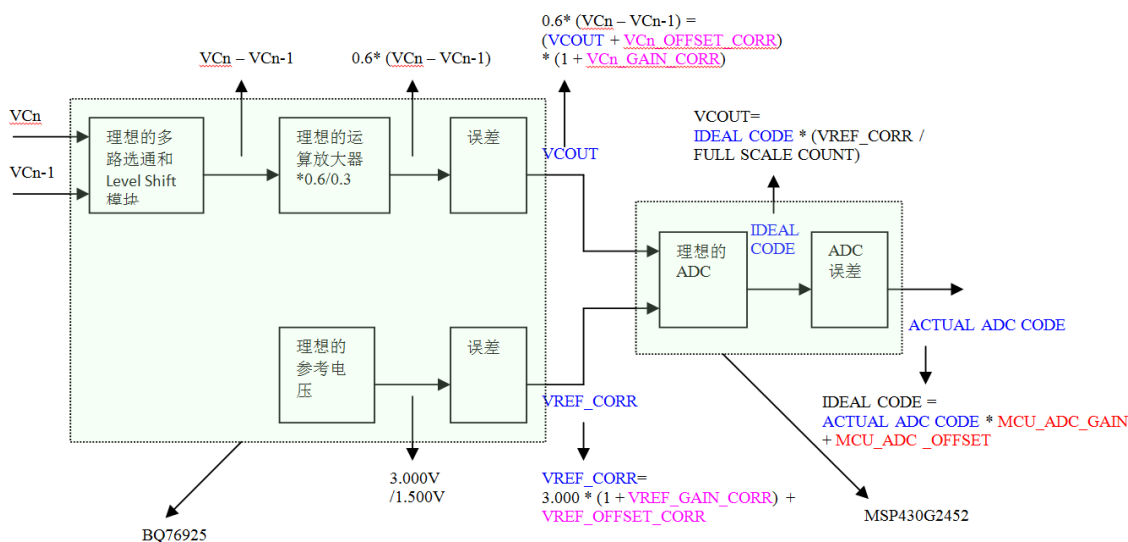 0.6* (VCn – VCn-1) =
(VCOUT + VCn_OFFSET_CORR)
* (1 + VCn_GAIN_CORR)
VCn – VCn-1
0.6* (VCn – VCn-1)
VCn
VCn-1
理想的多
路选通和
Level Shift
模块
理想的运
算放大器
*0.6/0.3
误差
VCOUT
VCOUT=
IDEAL CODE * (VREF_CORR /
FULL SCALE COUNT)
理想的
ADC
IDEAL
CODE
ADC
误差
ACTUAL ADC CODE
理想的
参考电
压
误差
VREF_CORR
IDEAL CODE =
ACTUAL ADC CODE * MCU_ADC_GAIN
+ MCU_ADC _OFFSET
3.000V
/1.500V
VREF_CORR=
3.000 * (1 + VREF_GAIN_CORR) +
VREF_OFFSET_CORR
MSP430G2452
BQ76925